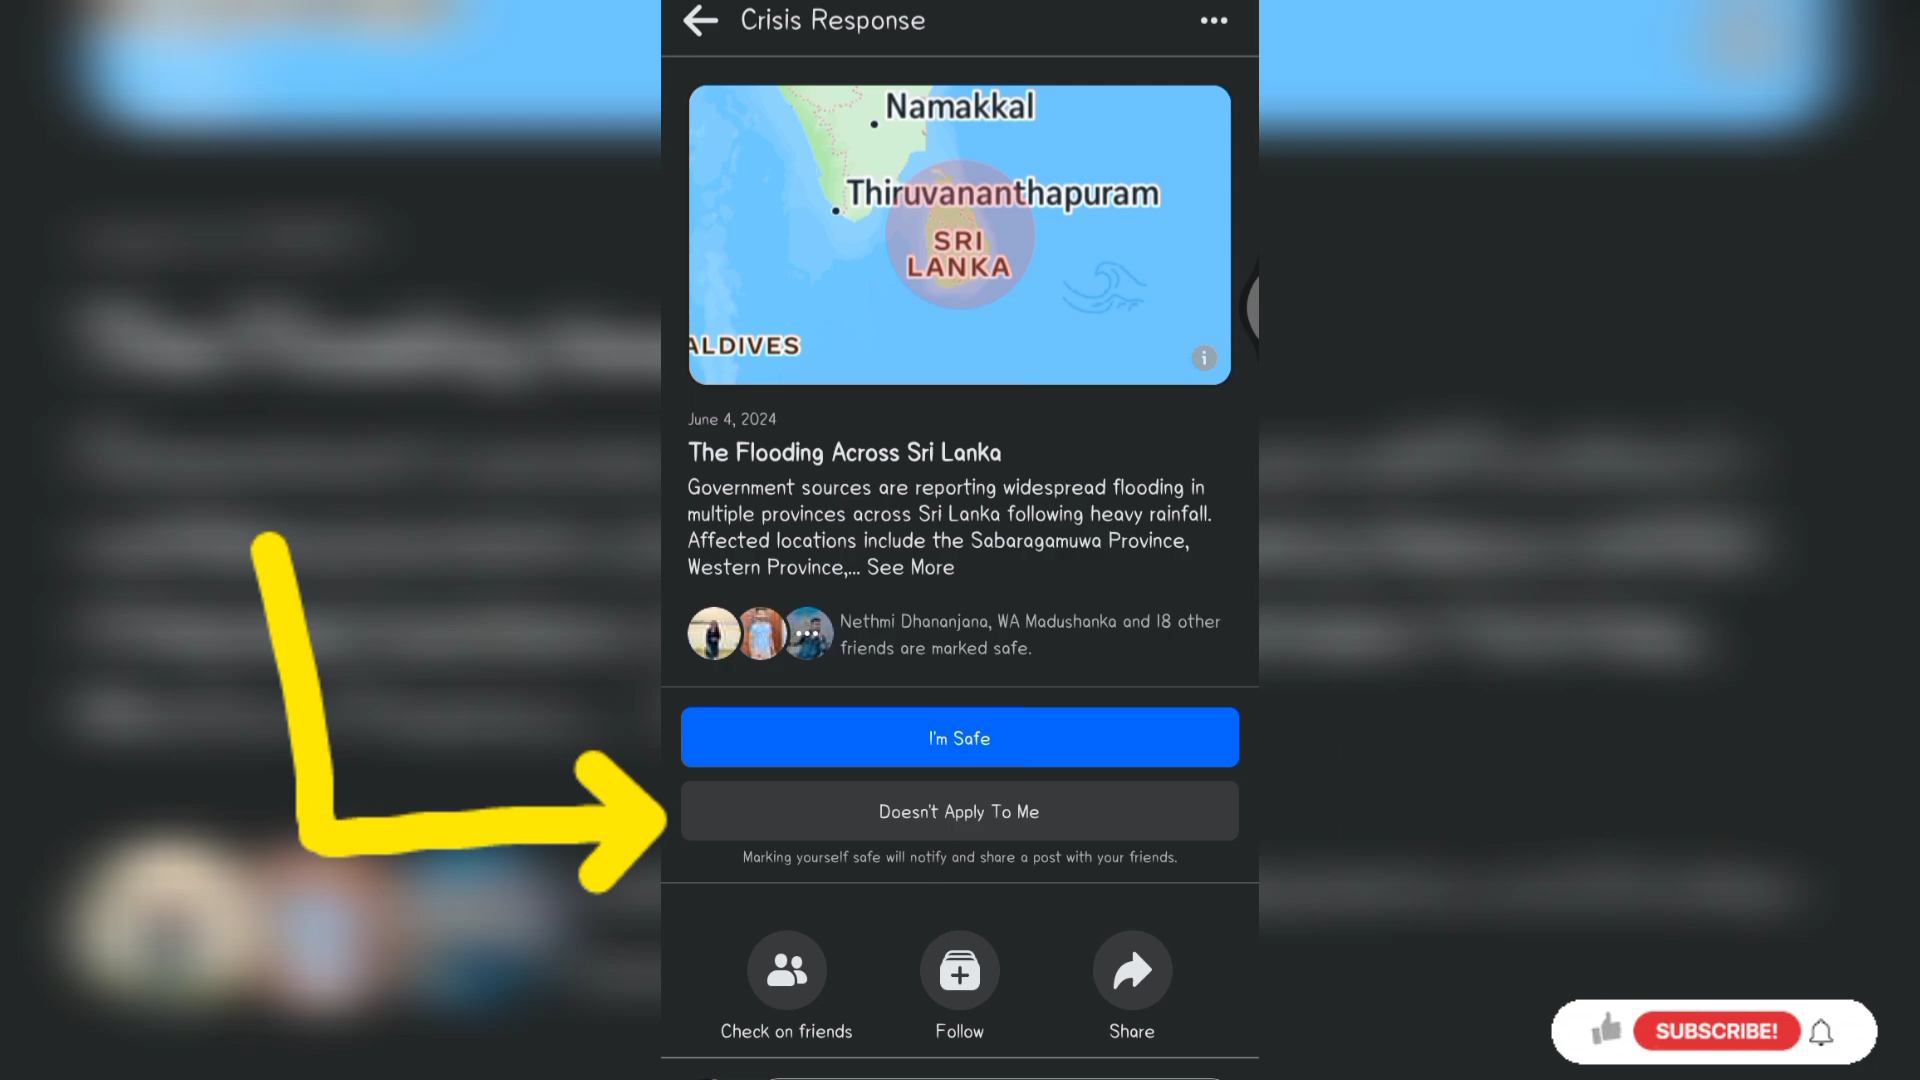 Crisis Response
Namakkal
Thiruvananthapuram
SRI
LANKA
ALDIVES
June 4, 2024
The Flooding Across Sri Lanka
Government sources are reporting widespread flooding in
multiple provinces across Sri Lanka following heavy rainfall.
Affected locations include the Sabaragamuwa Province,
Western Province,... See More
Nethmi Dhananjana, WA Madushanka and 18 other
friends are marked safe.
I'm Safe
Doesn't Apply To Me
Marking yourself safe will notify and share a post with your friends.
Check on friends
Follow
Share
SUBSCRIBE!